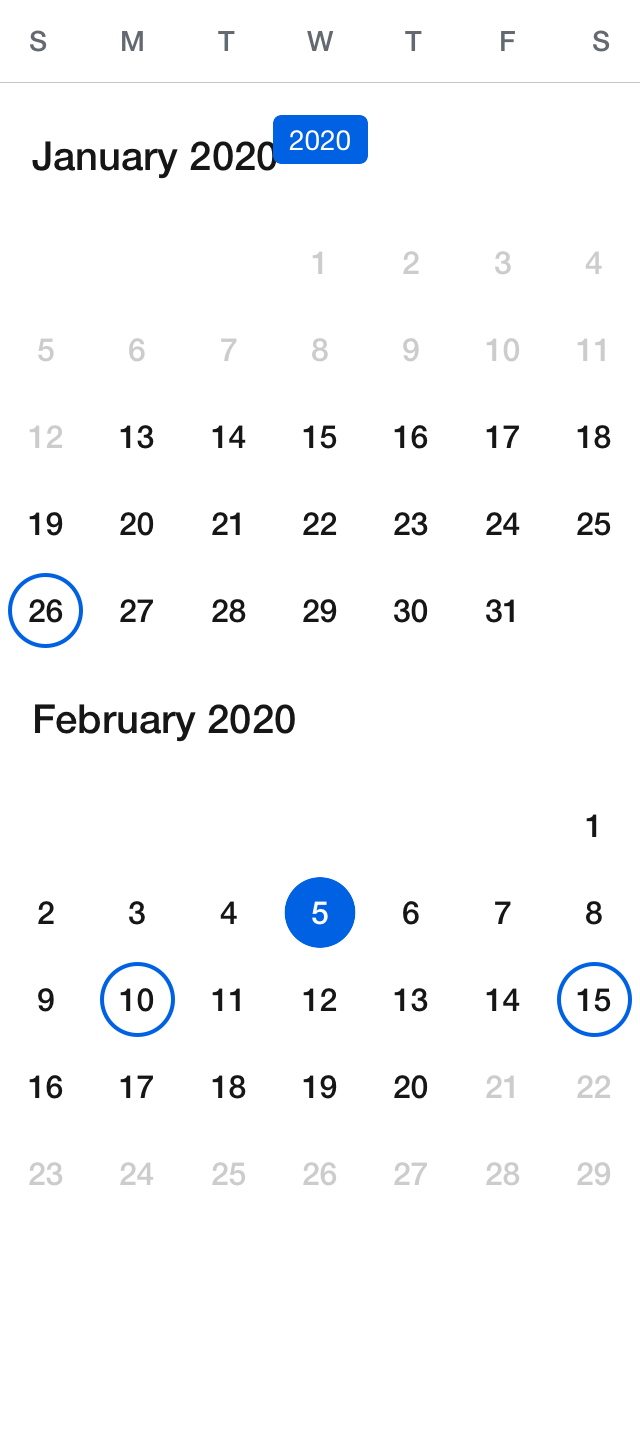 S M T W T F S
2020
January 2020
1 2 3 4
5 6 7 8 9 10 11
12 13 14 15 16 17 18
19 20 21 22 23 24 25
26 27 28 29 30 31
February 2020
1
2 3 4 5 6 7 8
9 10 11 12 13 14 15
16 17 18 19 20 21 22
23 24 25 26 27 28 29